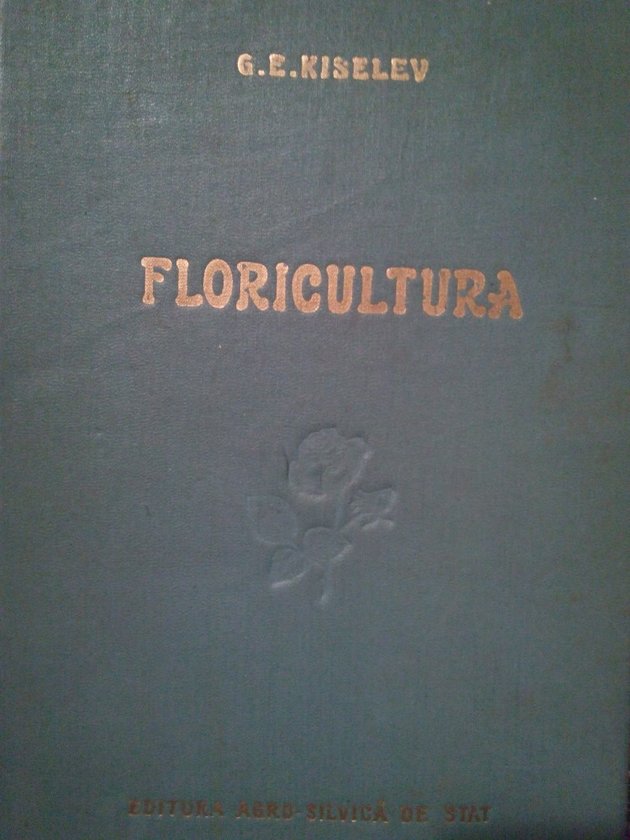 G.E.KISELEV
FLORICULTURA
EDITURA AGRO-SILVICĂ DE STAT